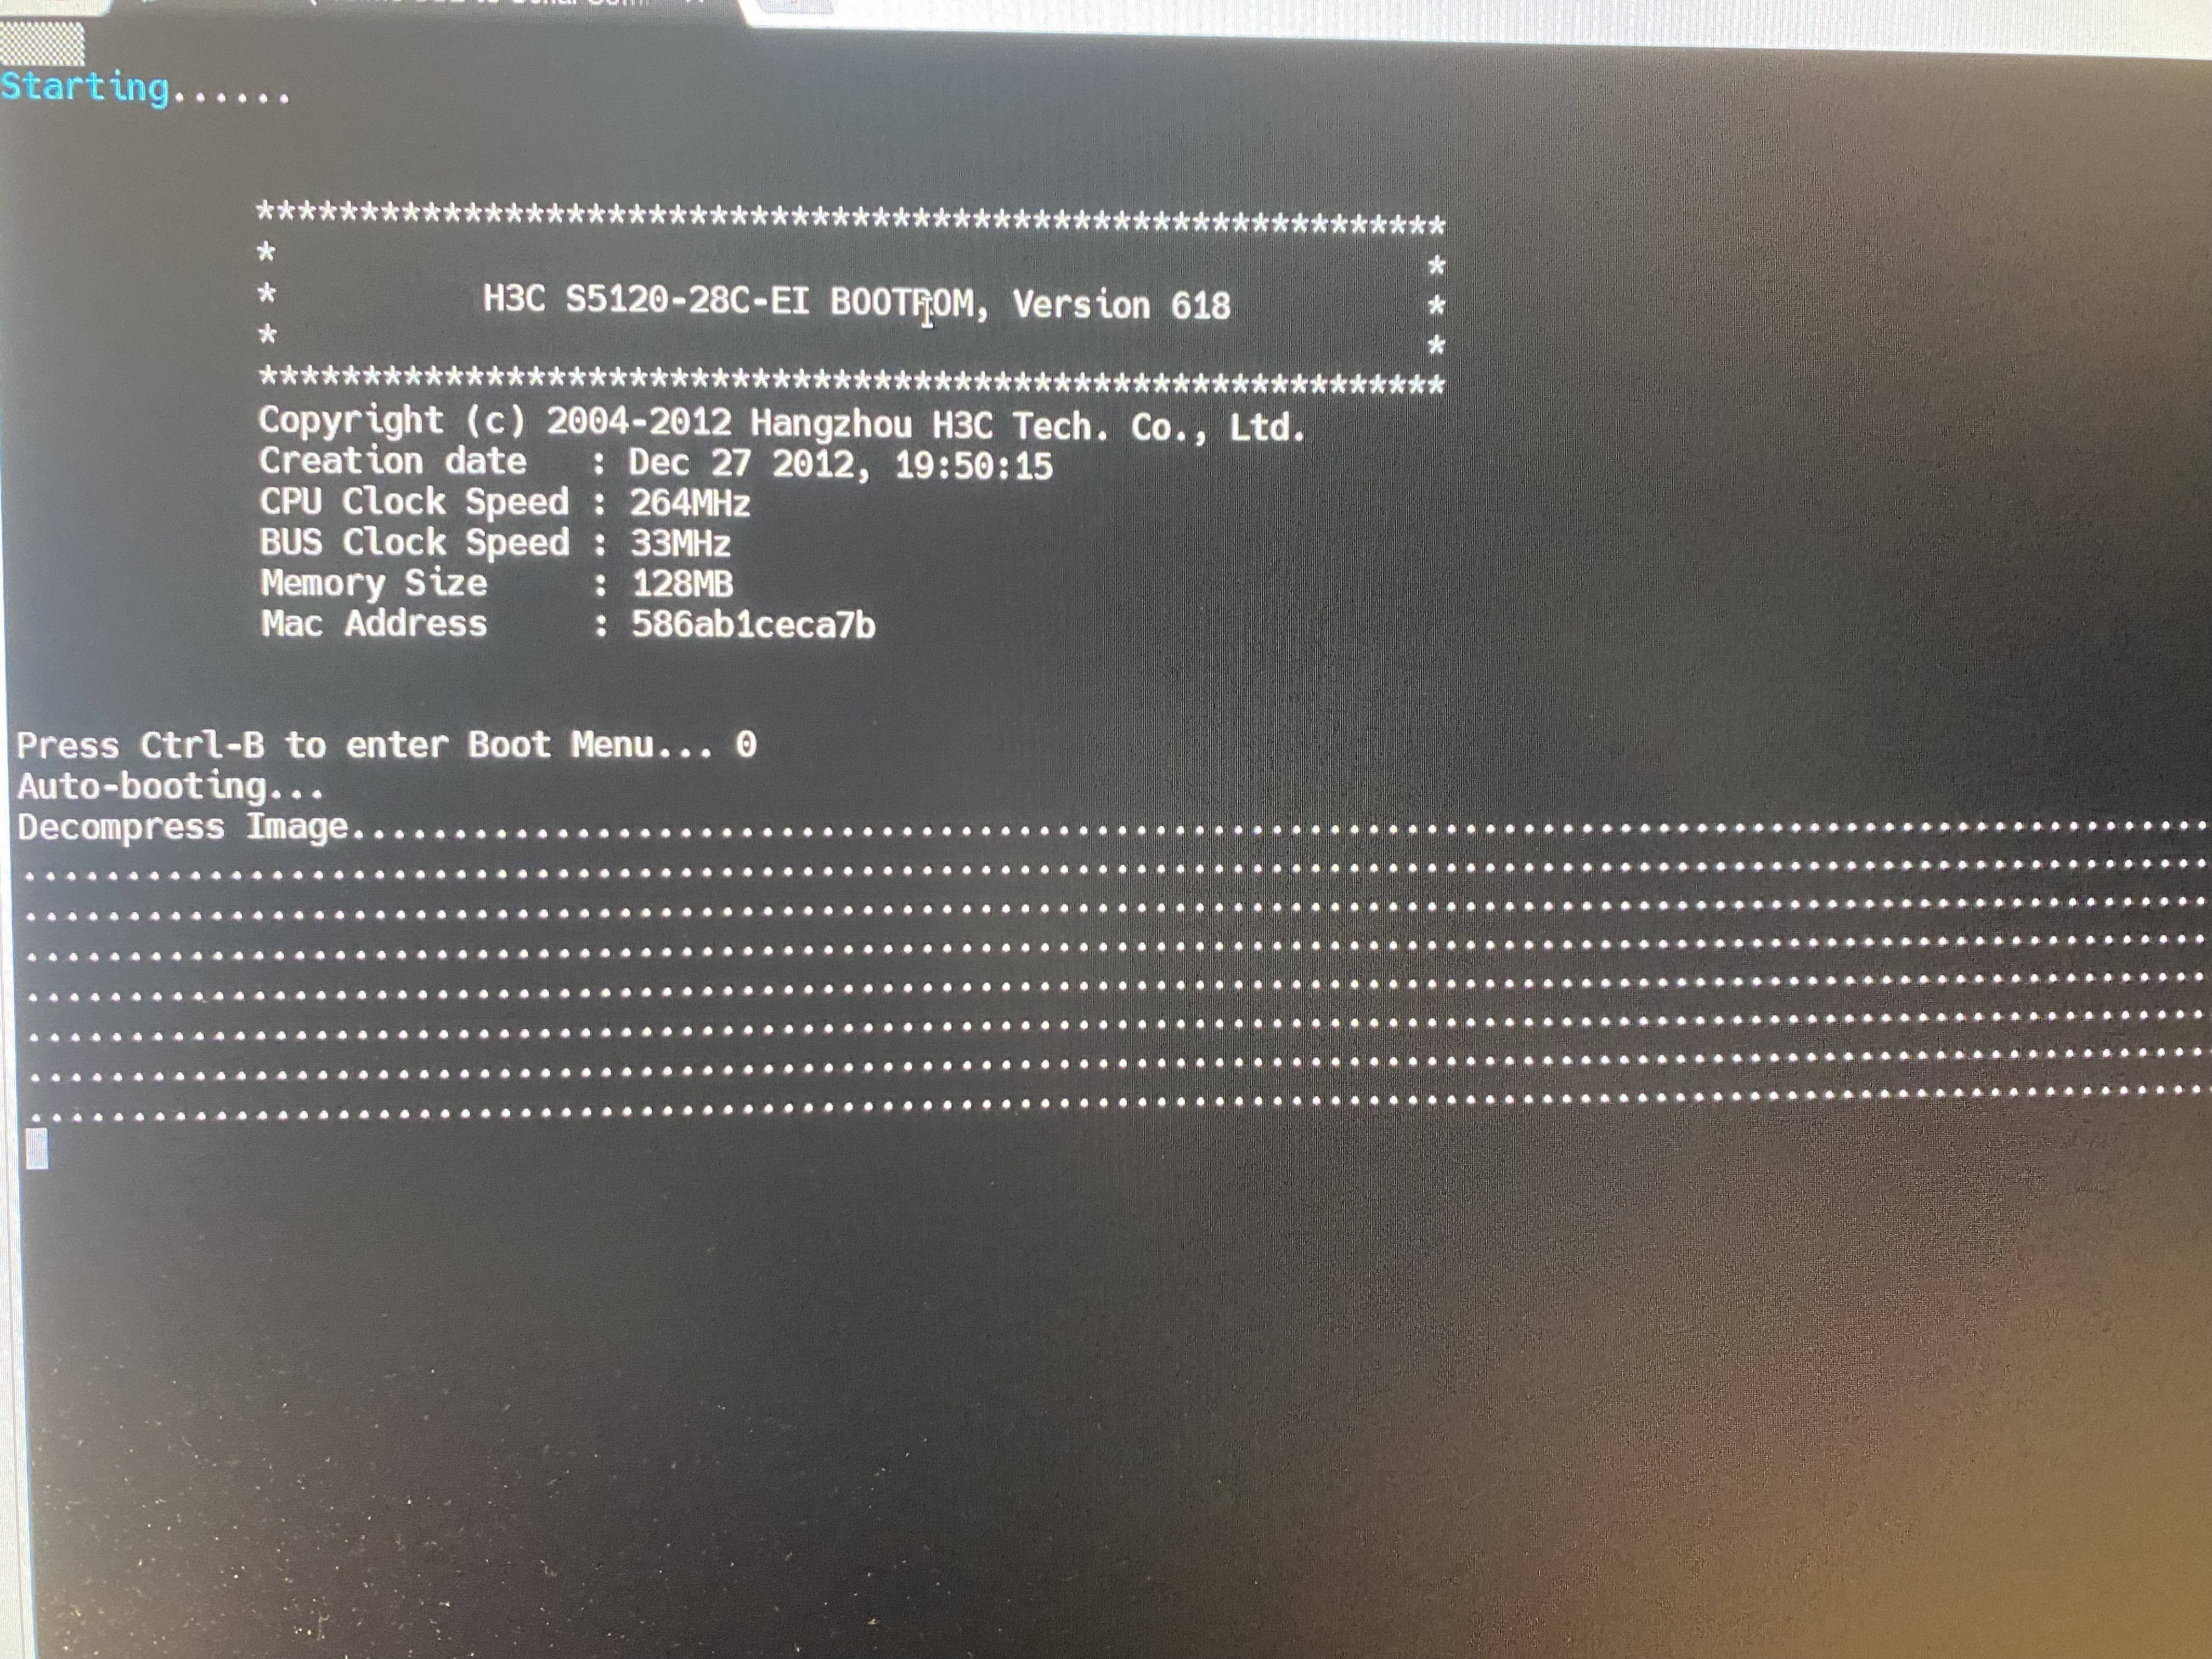 Starting......
*********************************************************
* *
* H3C S5120-28C-EI BOOTROM, Version 618 *
* *
*********************************************************
Copyright (c) 2004-2012 Hangzhou H3C Tech. Co., Ltd.
Creation date : Dec 27 2012, 19:50:15
CPU Clock Speed : 264MHz
BUS Clock Speed : 33MHz
Memory Size : 128MB
Mac Address : 586ab1ceca7b
Press Ctrl-B to enter Boot Menu... 0
Auto-booting...
Decompress Image....................................................................................................